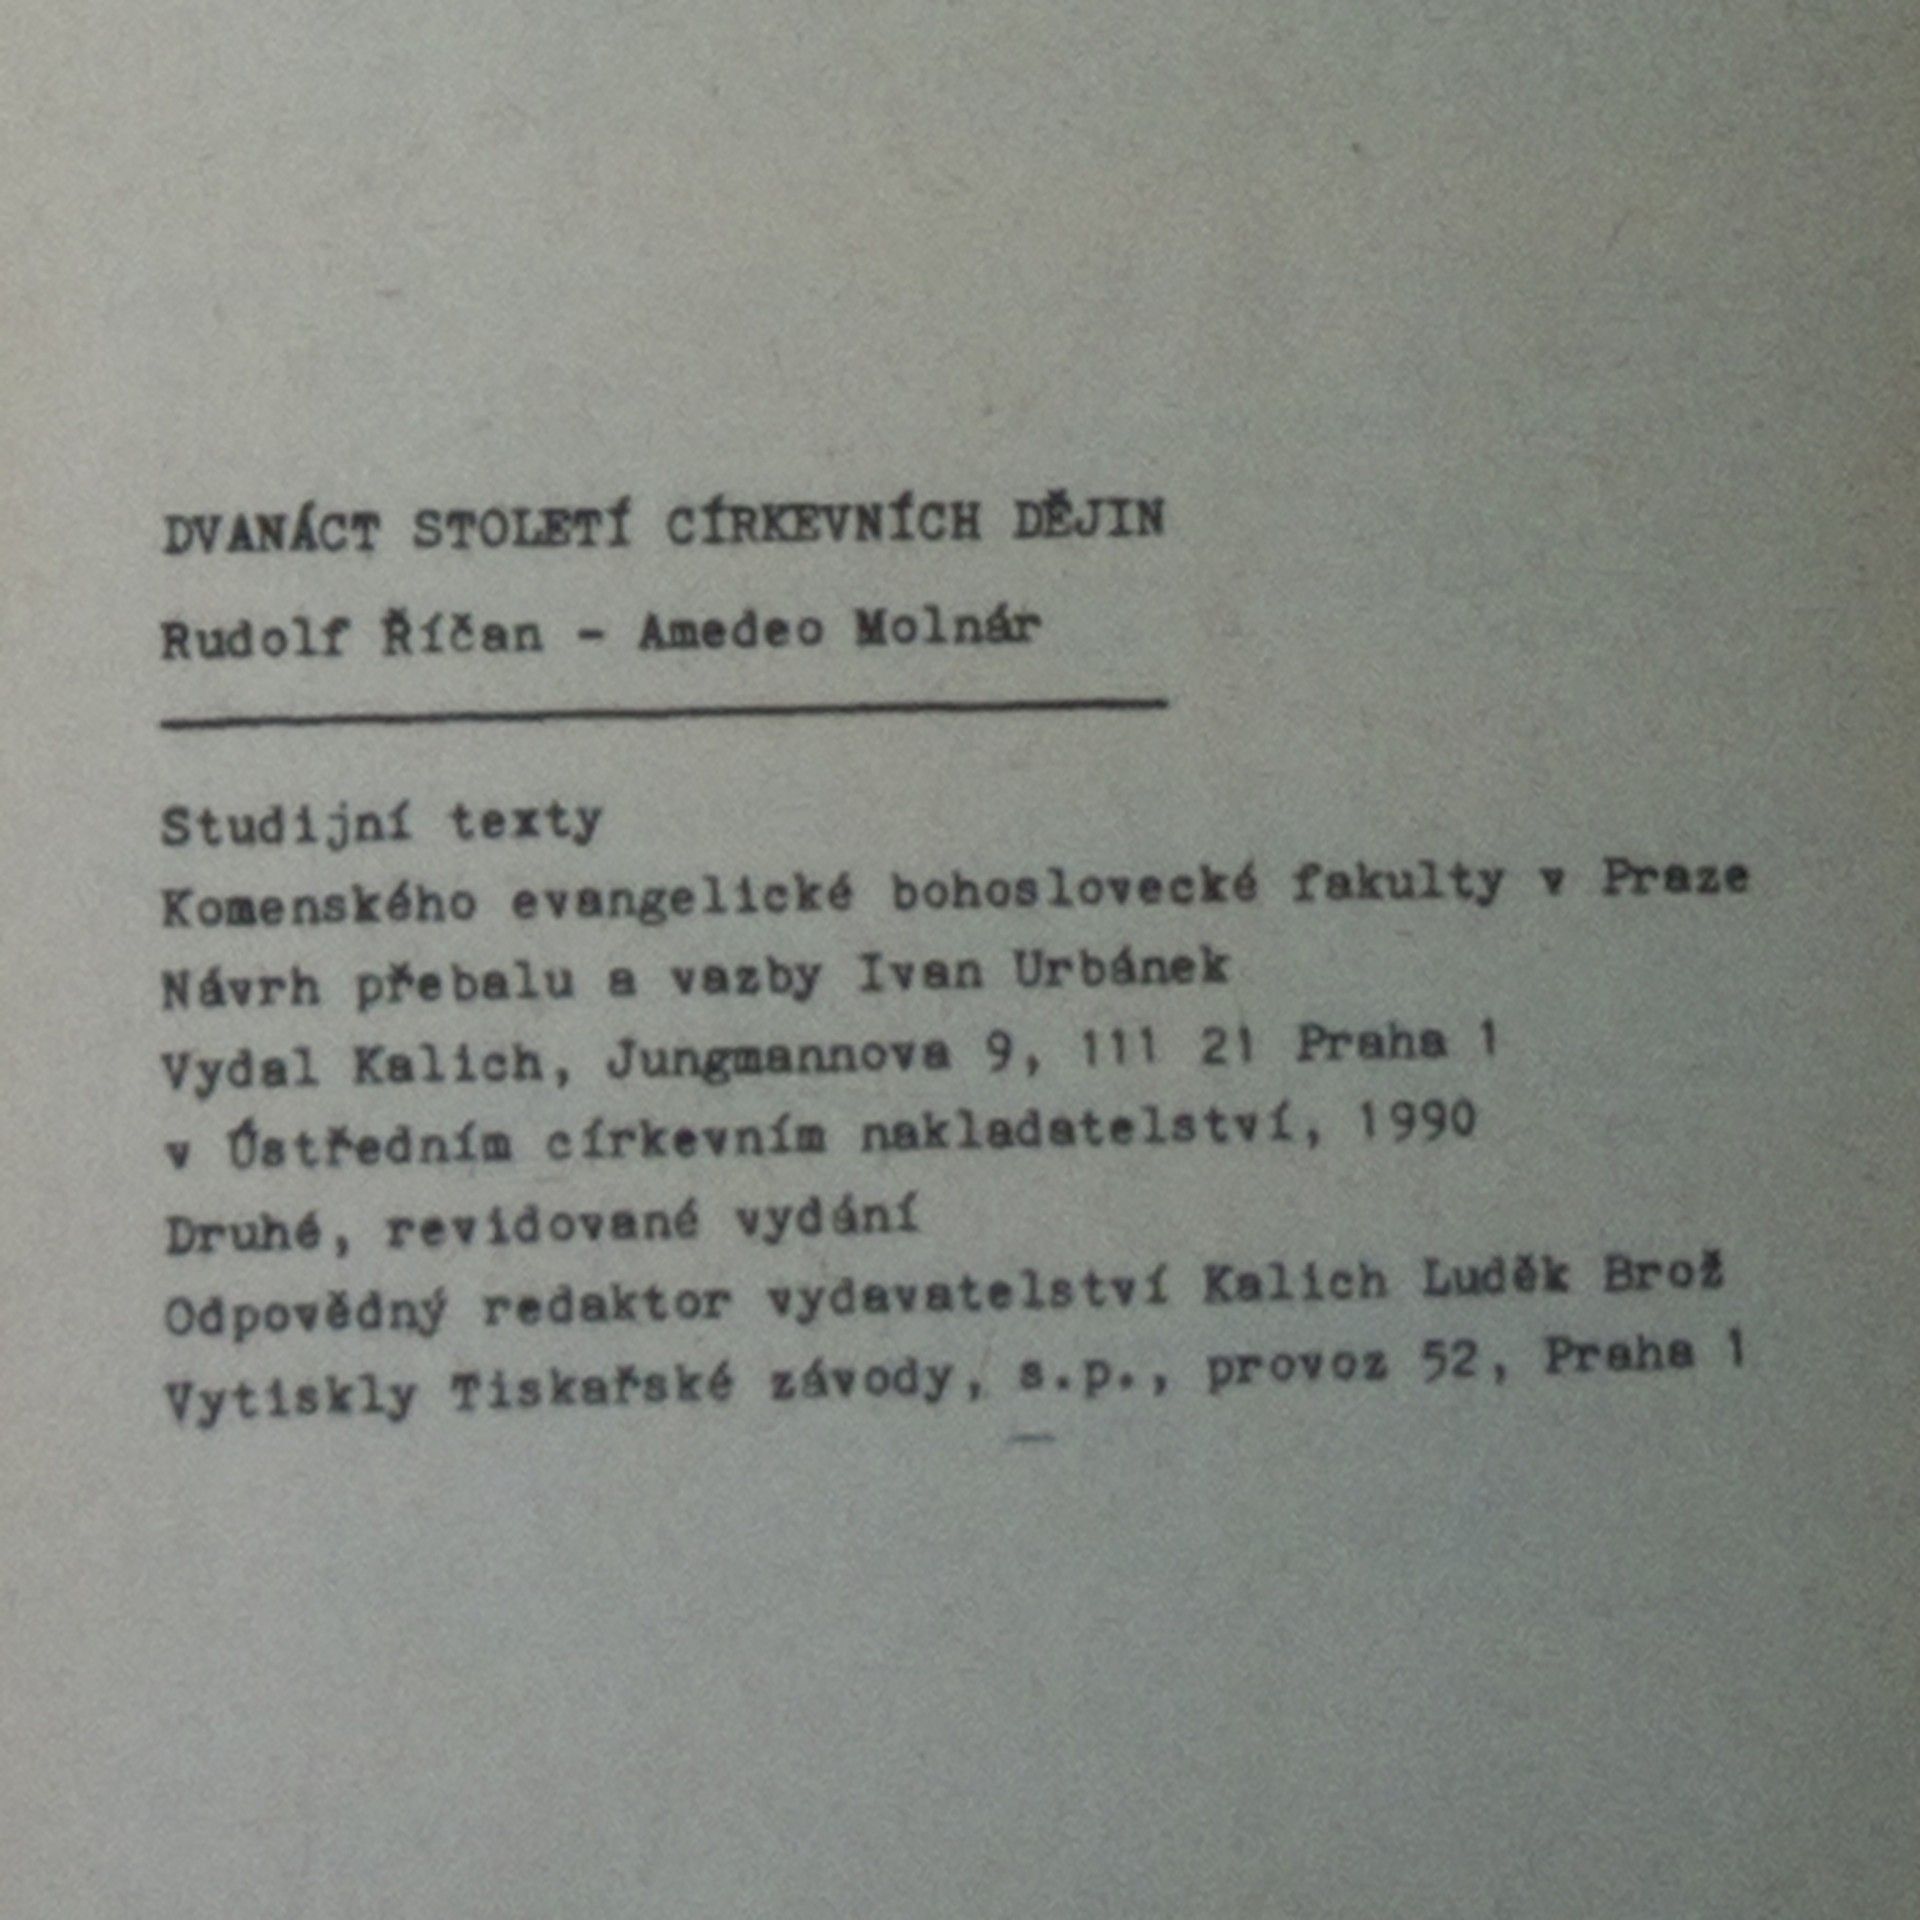 DVANÁCT STOLETÍ CÍRKEVNÍCH DĚJIN
Rudolf Říčan - Amedeo Molnár
Studijní texty
Komenského evangelické bohoslovecké fakulty v Praze
Návrh přebalu a vazby Ivan Urbánek
Vydal Kalich, Jungmannova 9, 111 21 Praha 1
v Ústředním církevním nakladatelství, 1990
Druhé, revidované vydání
Odpovědný redaktor vydavatelství Kalich Luděk Brož
Vytiskly Tiskařské závody, s.p., provoz 52, Praha 1